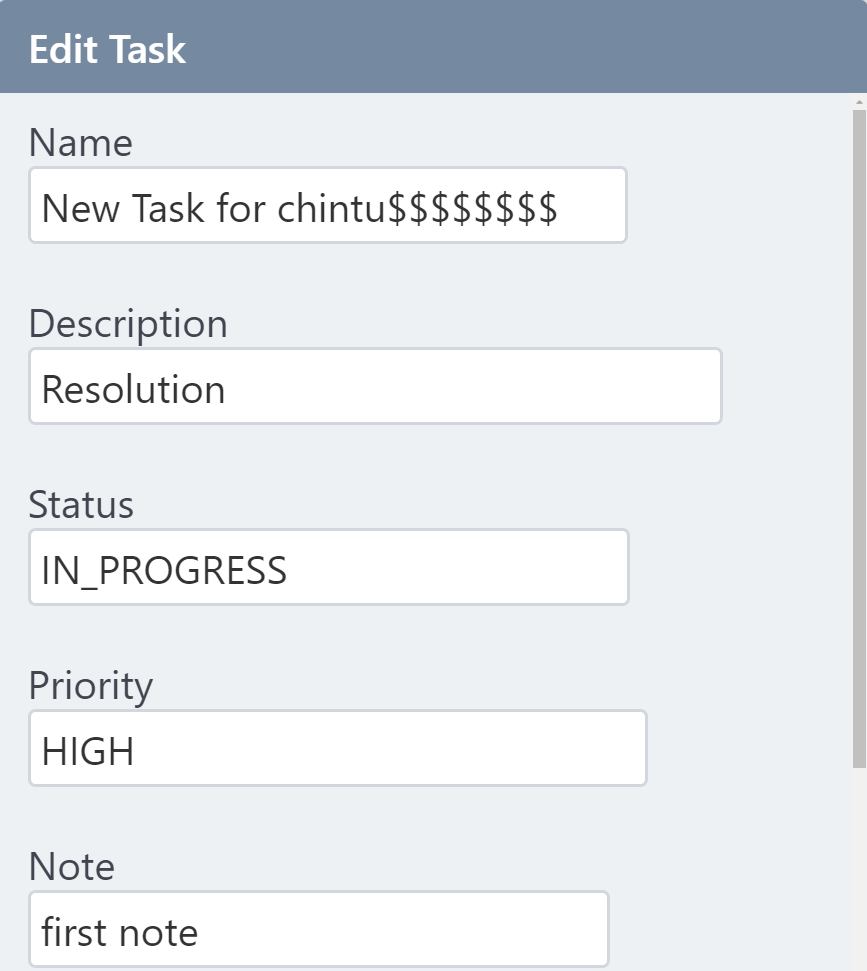 Edit Task
Name
New Task for chintu$$$$$$$$
Description
Resolution
Status
IN_PROGRESS
Priority
HIGH
Note
first note